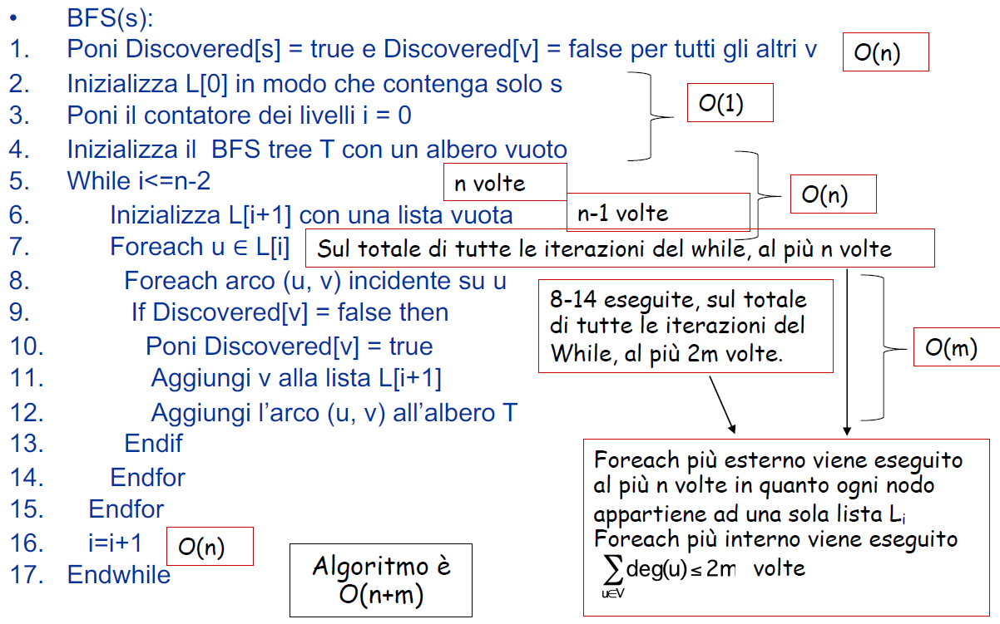 • BFS(s):
1. Poni Discovered[s] = true e Discovered[v] = false per tutti gli altri v
O(n)
2. Inizializza L[0] in modo che contenga solo s
3. Poni il contatore dei livelli i = 0
O(1)
4. Inizializza il BFS tree T con un albero vuoto
5. While i<=n-2
n volte
O(n)
6. Inizializza L[i+1] con una lista vuota
n-1 volte
7. Foreach u ∈ L[i]
Sul totale di tutte le iterazioni del while, al più n volte
8. Foreach arco (u, v) incidente su u
9. If Discovered[v] = false then
10. Poni Discovered[v] = true
11. Aggiungi v alla lista L[i+1]
12. Aggiungi l’arco (u, v) all’albero T
13. Endif
14. Endfor
15. Endfor
16. i=i+1
O(n)
17. Endwhile
8-14 eseguite, sul totale
di tutte le iterazioni del
While, al più 2m volte.
O(m)
Foreach più esterno viene eseguito
al più n volte in quanto ogni nodo
appartiene ad una sola lista Li
Foreach più interno viene eseguito
∑ deg(u) ≤ 2m volte
u∈V
Algoritmo è
O(n+m)